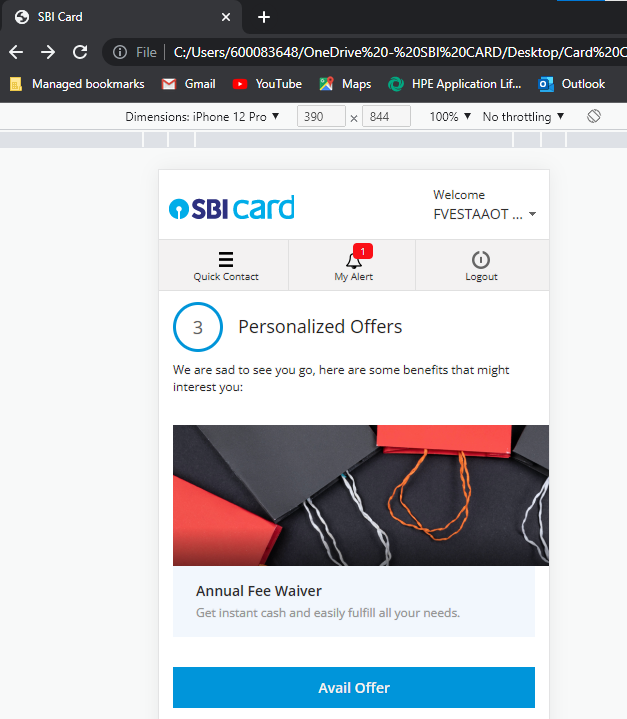 SBI Card
File
C:/Users/600083648/OneDrive%20-%20SBI%20CARD/Desktop/Card%20C
Managed bookmarks
Gmail
YouTube
Maps
HPE Application Lif...
Outlook
Dimensions: iPhone 12 Pro
390 × 844
100%
No throttling
SBI card
Welcome
FVESTAAOT ...
Quick Contact
1
My Alert
Logout
3
Personalized Offers
We are sad to see you go, here are some benefits that might
interest you:
Annual Fee Waiver
Get instant cash and easily fulfill all your needs.
Avail Offer